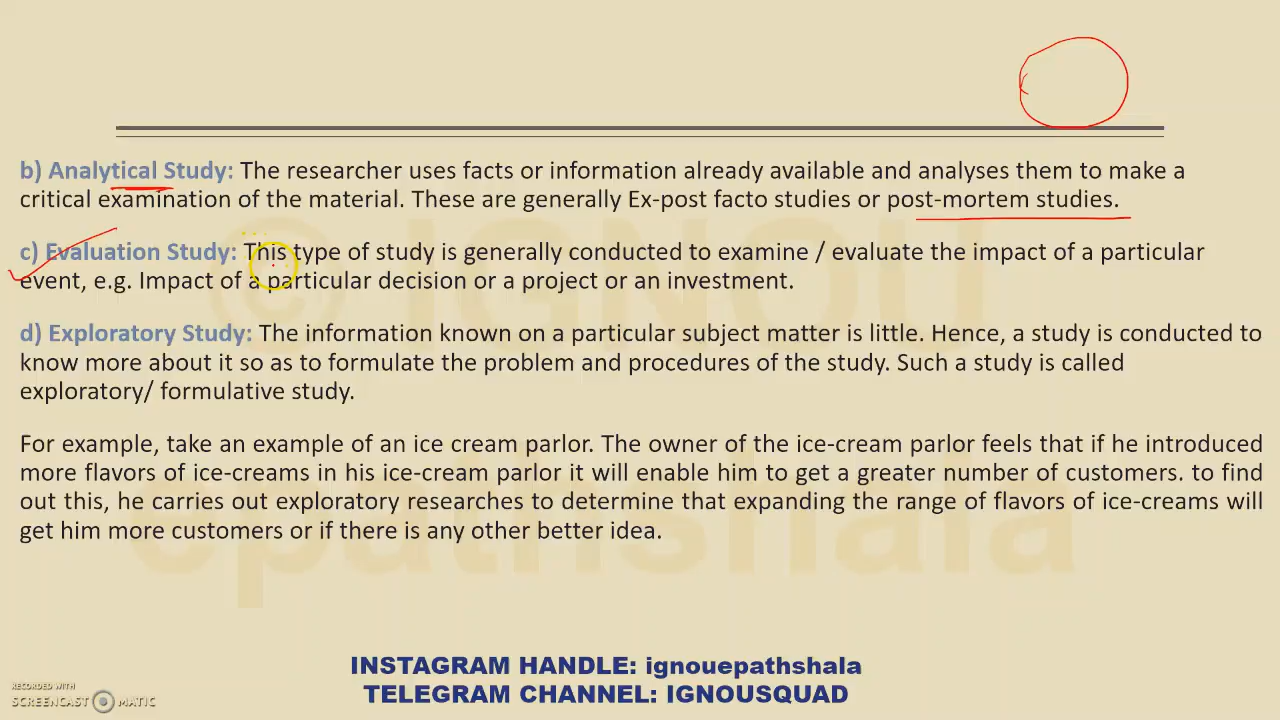 b) Analytical Study: The researcher uses facts or information already available and analyses them to make a
critical examination of the material. These are generally Ex-post facto studies or post-mortem studies.
c) Evaluation Study: This type of study is generally conducted to examine / evaluate the impact of a particular
event, e.g. Impact of a particular decision or a project or an investment.
d) Exploratory Study: The information known on a particular subject matter is little. Hence, a study is conducted to
know more about it so as to formulate the problem and procedures of the study. Such a study is called
exploratory/ formulative study.
For example, take an example of an ice cream parlor. The owner of the ice-cream parlor feels that if he introduced
more flavors of ice-creams in his ice-cream parlor it will enable him to get a greater number of customers. to find
out this, he carries out exploratory researches to determine that expanding the range of flavors of ice-creams will
get him more customers or if there is any other better idea.
© IGNOU
epathshala
INSTAGRAM HANDLE: ignouepathshala
TELEGRAM CHANNEL: IGNOUSQUAD
RECORDED WITH
SCREENCAST MATIC